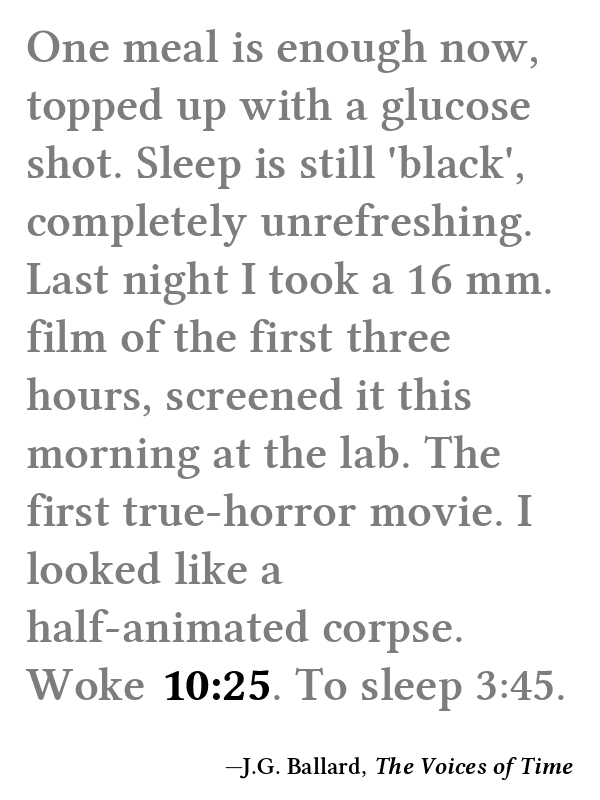 One meal is enough now,
topped up with a glucose
shot. Sleep is still 'black',
completely unrefreshing.
Last night I took a 16 mm.
film of the first three
hours, screened it this
morning at the lab. The
first true-horror movie. I
looked like a
half-animated corpse.
Woke 10:25. To sleep 3:45.
—J.G. Ballard, The Voices of Time